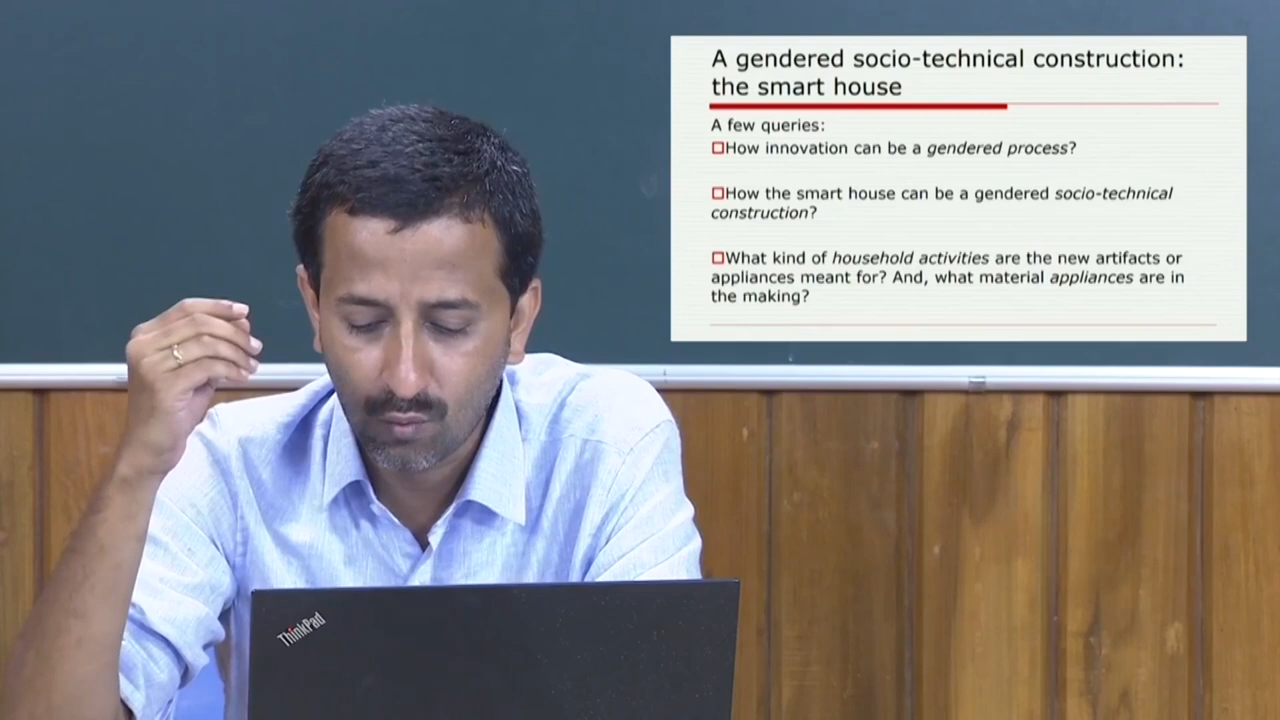 A gendered socio-technical construction:
the smart house
A few queries:
How innovation can be a gendered process?
How the smart house can be a gendered socio-technical
construction?
What kind of household activities are the new artifacts or
appliances meant for? And, what material appliances are in
the making?
ThinkPad